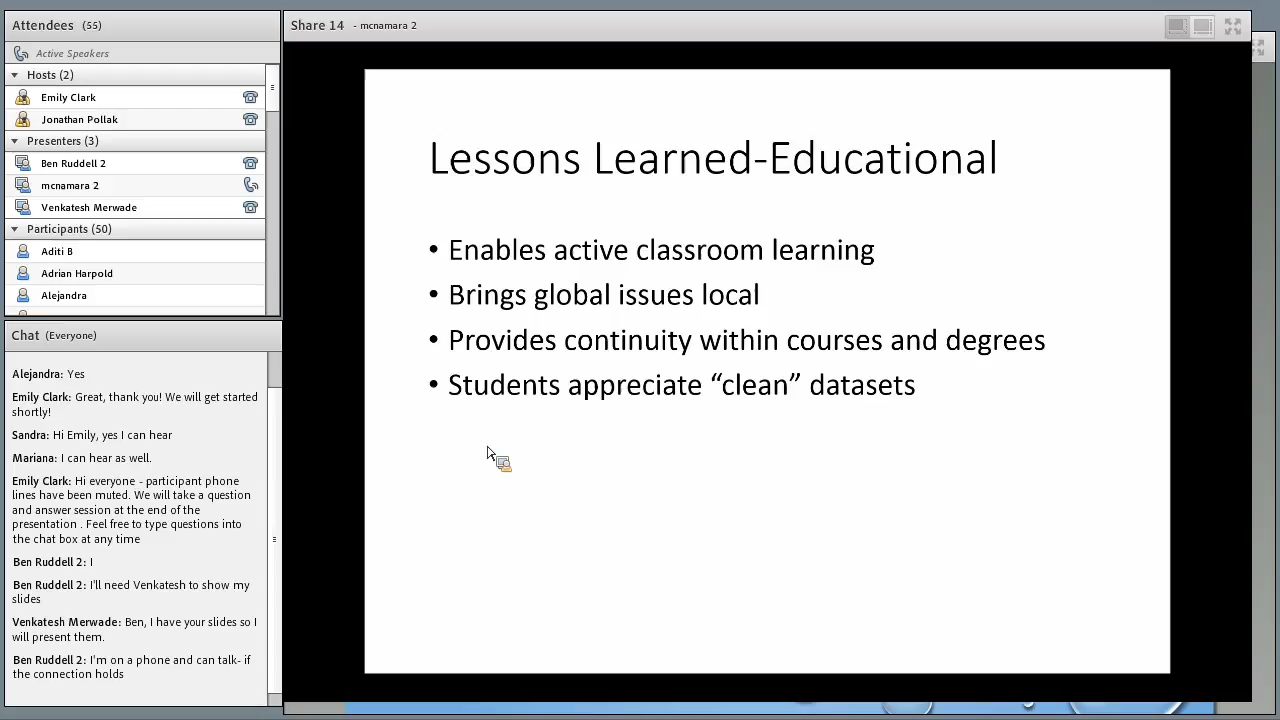 Attendees (55)
Active Speakers
Hosts (2)
Emily Clark
Jonathan Pollak
Presenters (3)
Ben Ruddell 2
mcnamara 2
Venkatesh Merwade
Participants (50)
Aditi B
Adrian Harpold
Alejandra
Chat (Everyone)
Alejandra: Yes
Emily Clark: Great, thank you! We will get started
shortly!
Sandra: Hi Emily, yes I can hear
Mariana: I can hear as well.
Emily Clark: Hi everyone - participant phone
lines have been muted. We will take a question
and answer session at the end of the
presentation . Feel free to type questions into
the chat box at any time
Ben Ruddell 2: I
Ben Ruddell 2: I'll need Venkatesh to show my
slides
Venkatesh Merwade: Ben, I have your slides so I
will present them.
Ben Ruddell 2: I'm on a phone and can talk- if
the connection holds
Share 14 - mcnamara 2
Lessons Learned-Educational
• Enables active classroom learning
• Brings global issues local
• Provides continuity within courses and degrees
• Students appreciate “clean” datasets